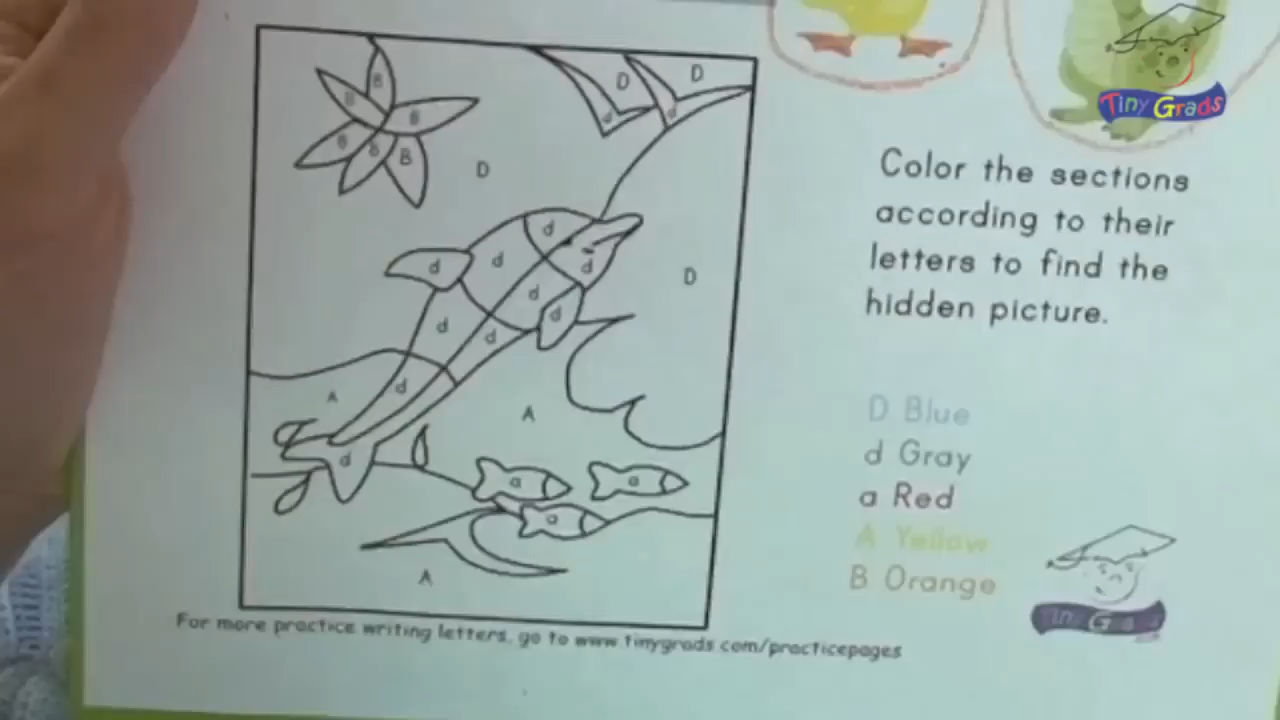 Tiny Grads
Color the sections
according to their
letters to find the
hidden picture.
D Blue
d Gray
a Red
A Yellow
B Orange
B
B
B
B
B
B
D
D
d
d
D
D
d
d
d
d
d
d
d
d
d
d
d
A
A
a
a
a
A
For more practice writing letters, go to www.tinygrads.com/practicepages